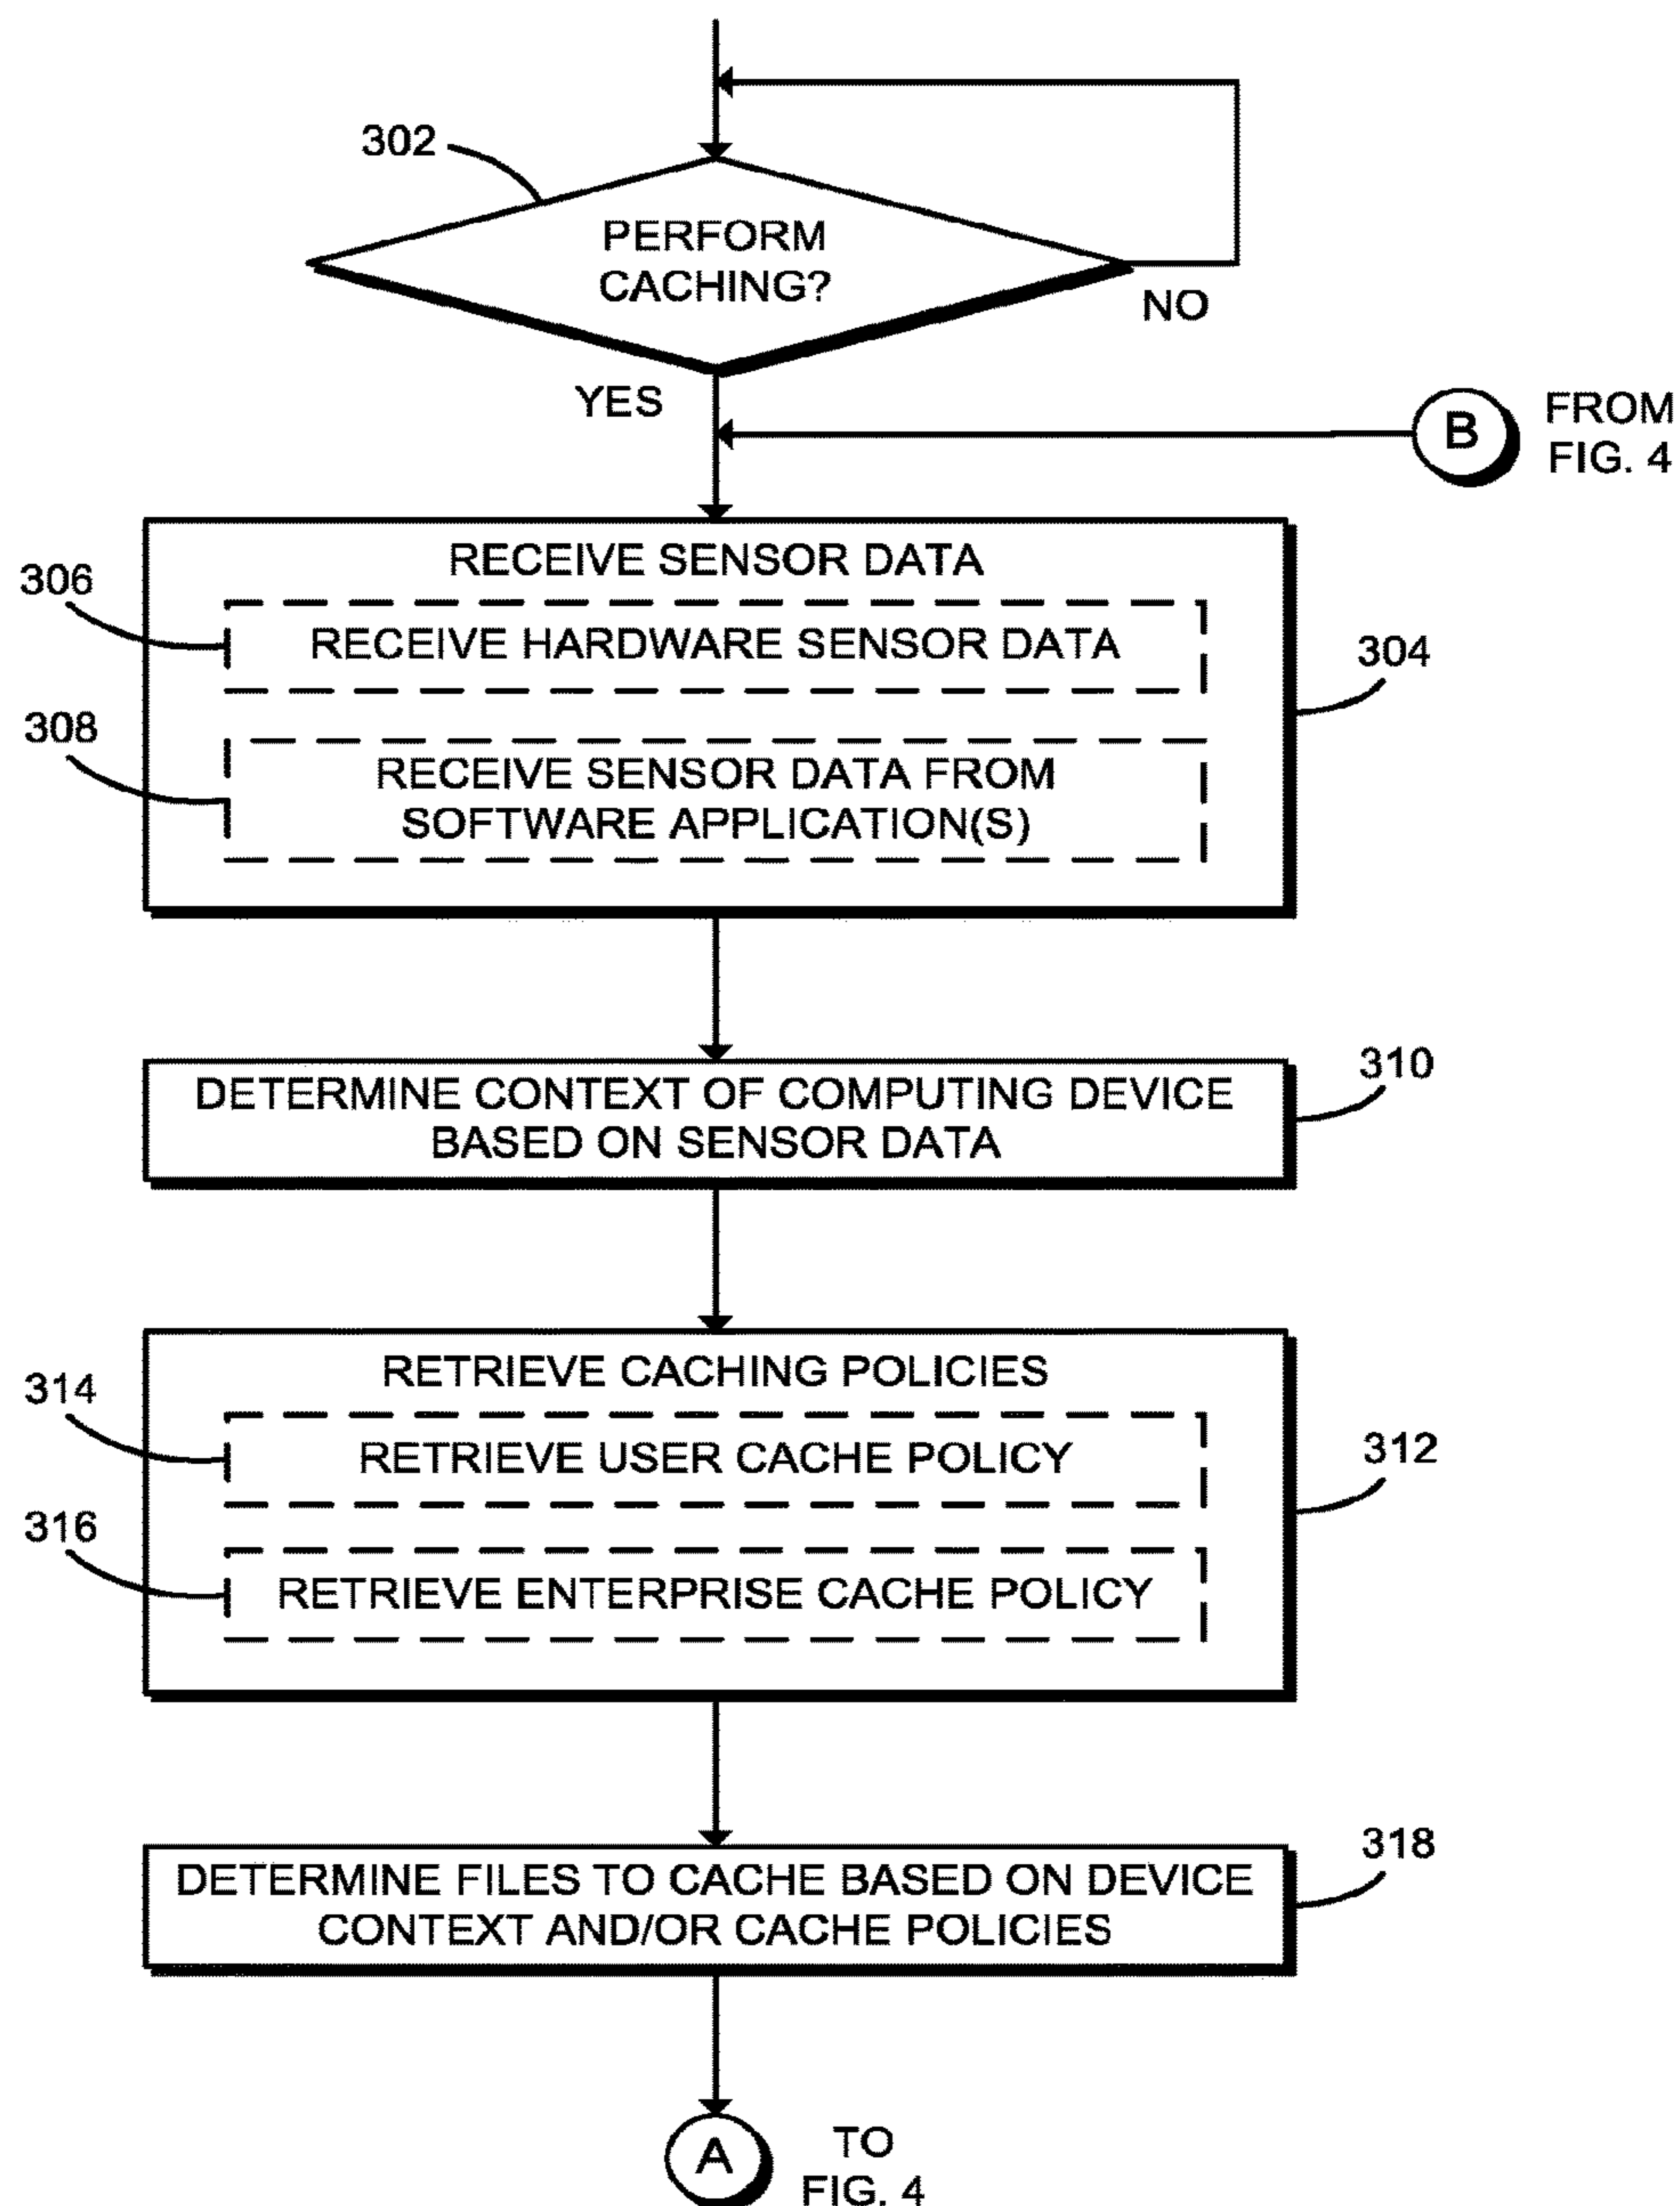 302
PERFORM
CACHING?
NO
YES
B
FROM
FIG. 4
RECEIVE SENSOR DATA
306
RECEIVE HARDWARE SENSOR DATA
304
308
RECEIVE SENSOR DATA FROM
SOFTWARE APPLICATION(S)
310
DETERMINE CONTEXT OF COMPUTING DEVICE
BASED ON SENSOR DATA
RETRIEVE CACHING POLICIES
314
RETRIEVE USER CACHE POLICY
312
316
RETRIEVE ENTERPRISE CACHE POLICY
318
DETERMINE FILES TO CACHE BASED ON DEVICE
CONTEXT AND/OR CACHE POLICIES
A
TO
FIG. 4